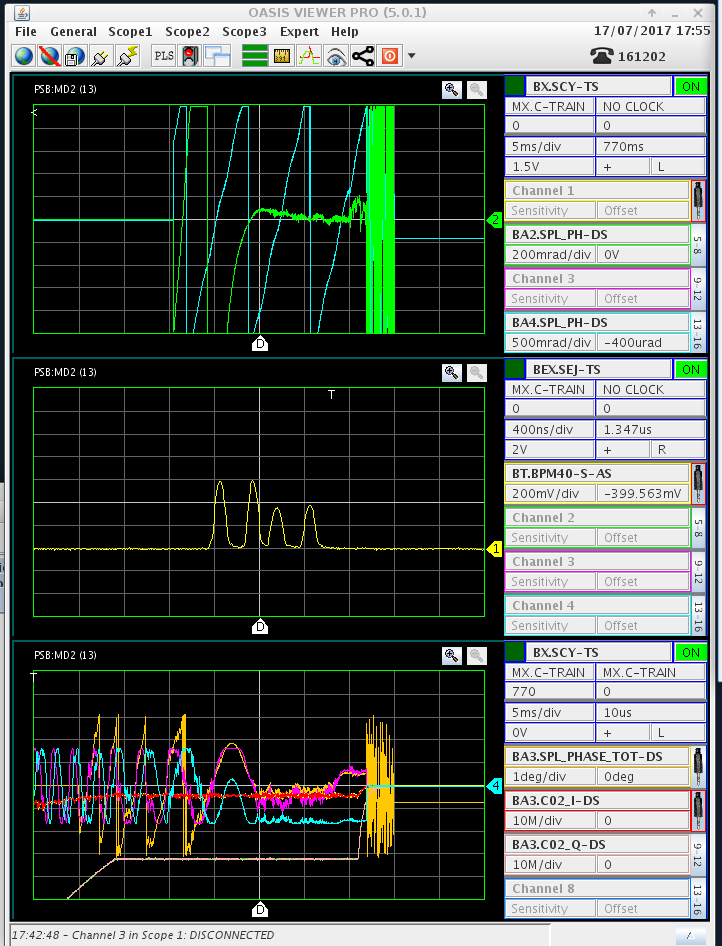 OASIS VIEWER PRO (5.0.1)
File General Scope1 Scope2 Scope3 Expert Help
17/07/2017 17:55
PLS
161202
PSB:MD2 (13)
BX.SCY-TS ON
MX.C-TRAIN NO CLOCK
0 0
5ms/div 770ms
1.5V + L
Channel 1
Sensitivity Offset
BA2.SPL_PH-DS
200mrad/div 0V
Channel 3
Sensitivity Offset
BA4.SPL_PH-DS
500mrad/div -400urad
5-8
9-12
13-16
2
D
PSB:MD2 (13)
T
BEX.SEJ-TS ON
MX.C-TRAIN NO CLOCK
0 0
400ns/div 1.347us
2V + R
BT.BPM40-S-AS
200mV/div -399.563mV
Channel 2
Sensitivity Offset
Channel 3
Sensitivity Offset
Channel 4
Sensitivity Offset
5-8
9-12
13-16
1
D
PSB:MD2 (13)
T
BX.SCY-TS ON
MX.C-TRAIN MX.C-TRAIN
770 0
5ms/div 10us
0V + L
BA3.SPL_PHASE_TOT-DS
1deg/div 0deg
BA3.C02_I-DS
10M/div 0
BA3.C02_Q-DS
10M/div 0
Channel 8
Sensitivity Offset
9-12
13-16
4
D
17:42:48 - Channel 3 in Scope 1: DISCONNECTED